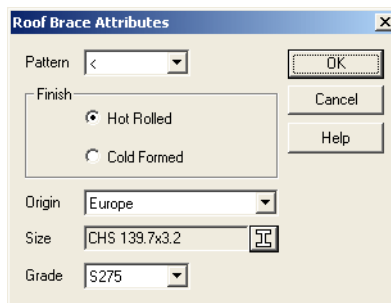 Roof Brace Attributes
Pattern < OK
Finish Cancel
Hot Rolled Help
Cold Formed
Origin Europe
Size CHS 139.7x3.2
Grade S275